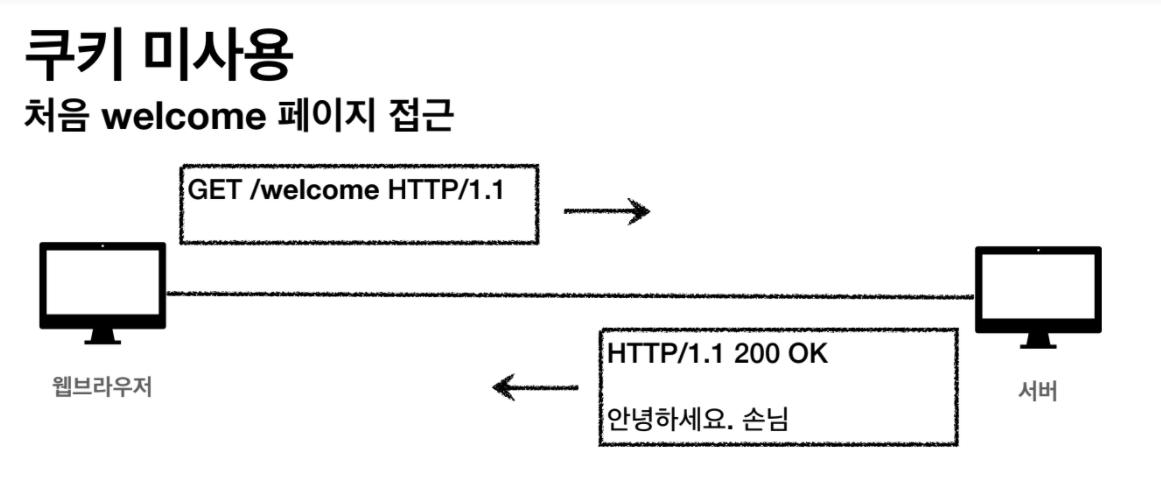 쿠키 미사용
처음 welcome 페이지 접근
GET /welcome HTTP/1.1
HTTP/1.1 200 OK
안녕하세요. 손님
웹브라우저
서버